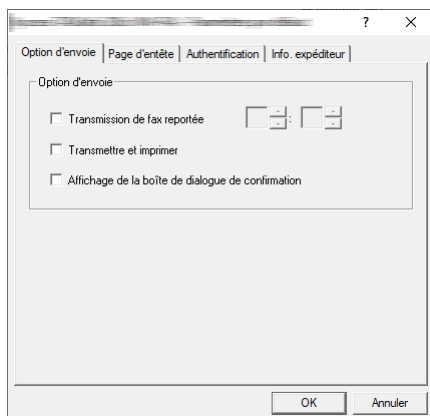 ?
Option d'envoie Page d'entête Authentification Info. expéditeur
Option d'envoie
Transmission de fax reportée :
Transmettre et imprimer
Affichage de la boîte de dialogue de confirmation
OK Annuler